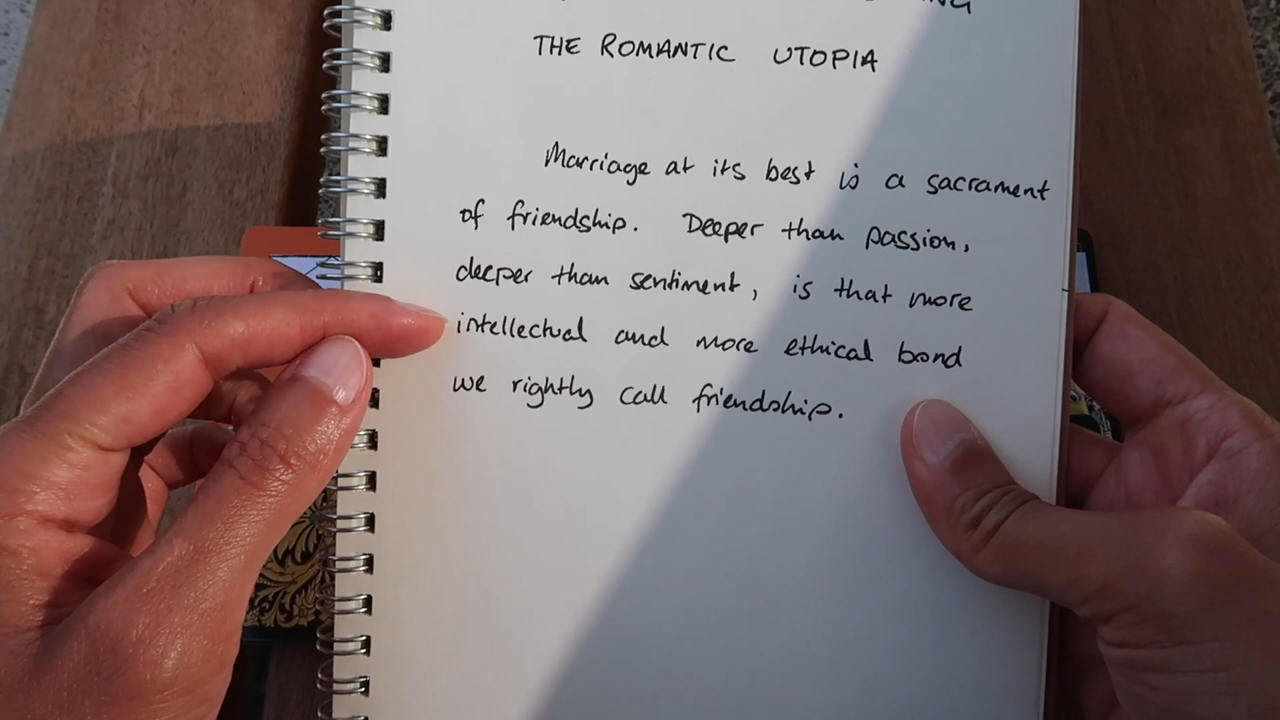 THE ROMANTIC UTOPIA
Marriage at its best is a sacrament
of friendship. Deeper than passion,
deeper than sentiment, is that more
intellectual and more ethical bond
we rightly call friendship.